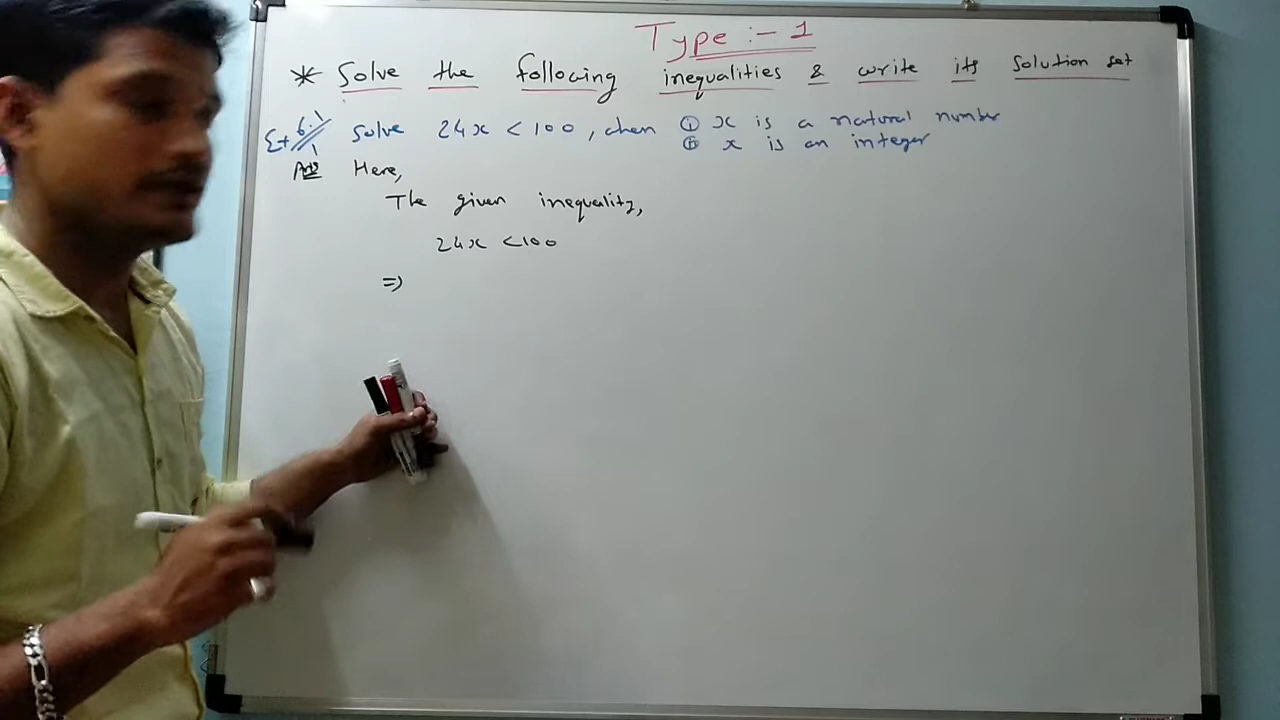 Type :- 1
* Solve the following inequalities & write its solution set
Ex 6.1/1 Solve 24x < 100, when (i) x is a natural number
(ii) x is an integer
Ans Here,
The given inequality,
24x < 100
=>